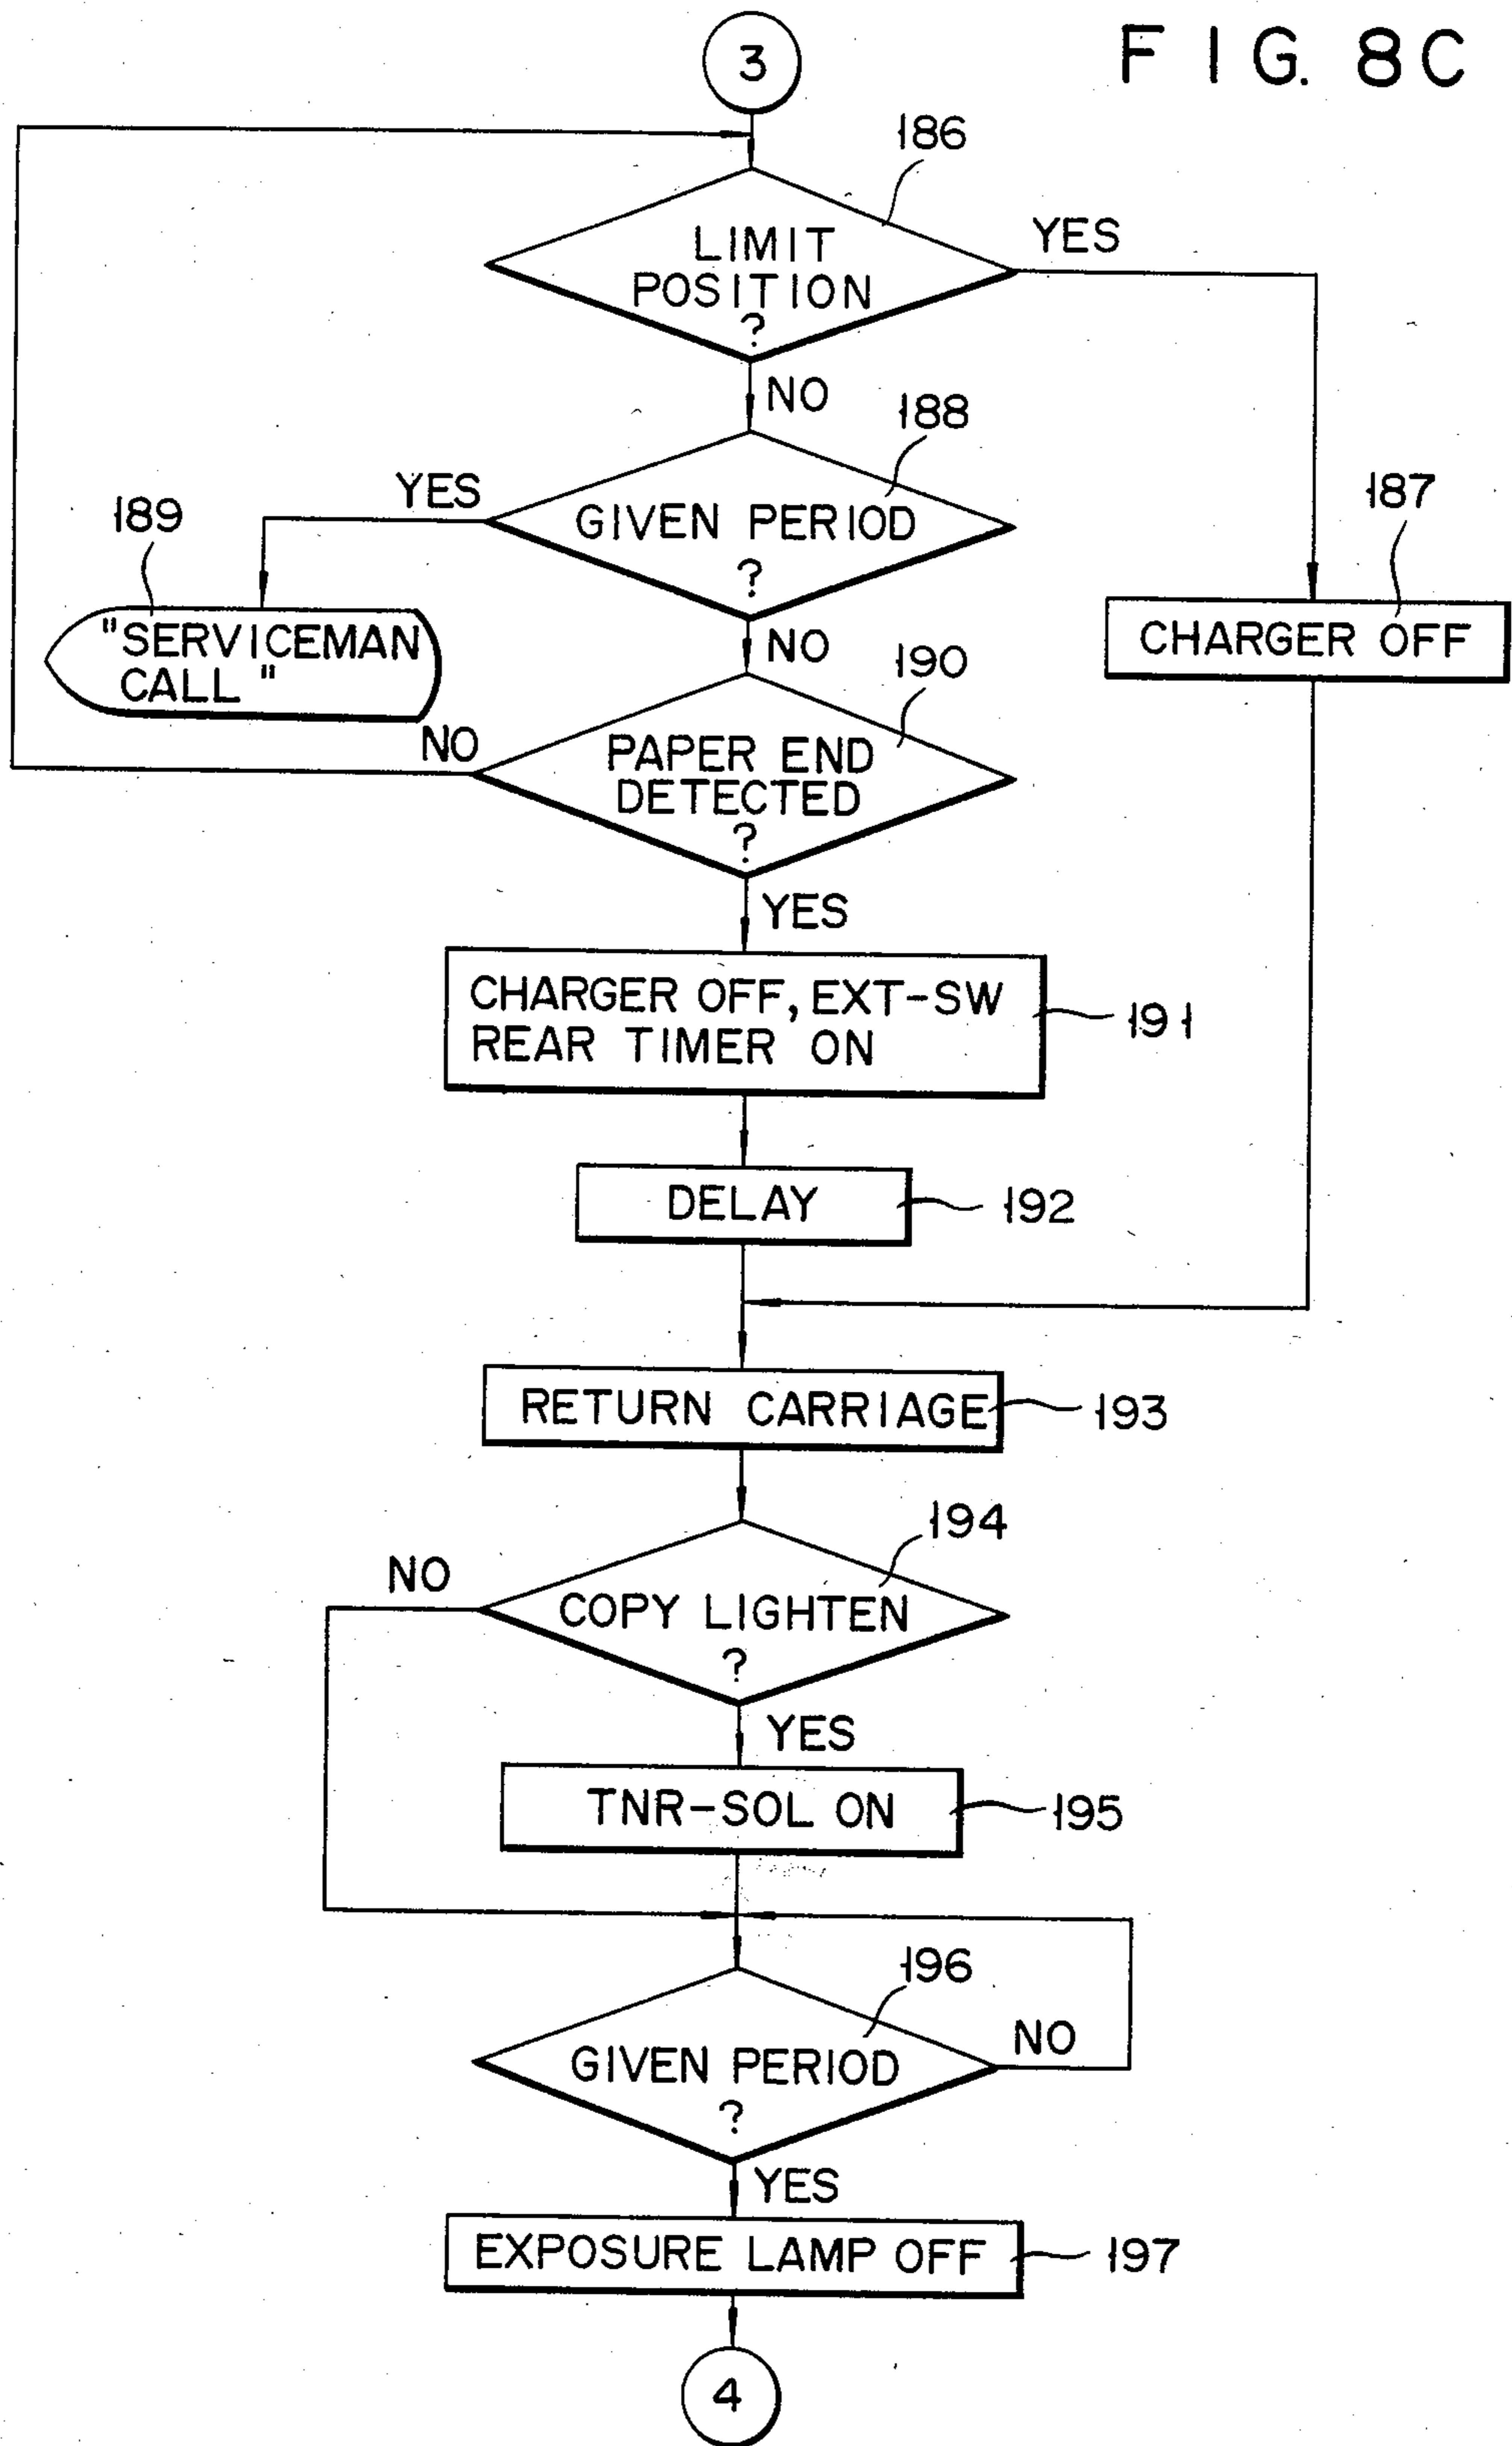 FIG. 8C
3
186
LIMIT
POSITION
?
YES
NO
188
GIVEN PERIOD
?
YES
189
"SERVICEMAN
CALL"
187
CHARGER OFF
NO
190
PAPER END
DETECTED
?
NO
YES
CHARGER OFF, EXT-SW
REAR TIMER ON
191
DELAY
192
RETURN CARRIAGE
193
194
COPY LIGHTEN
?
NO
YES
TNR-SOL ON
195
196
GIVEN PERIOD
?
NO
YES
EXPOSURE LAMP OFF
197
4